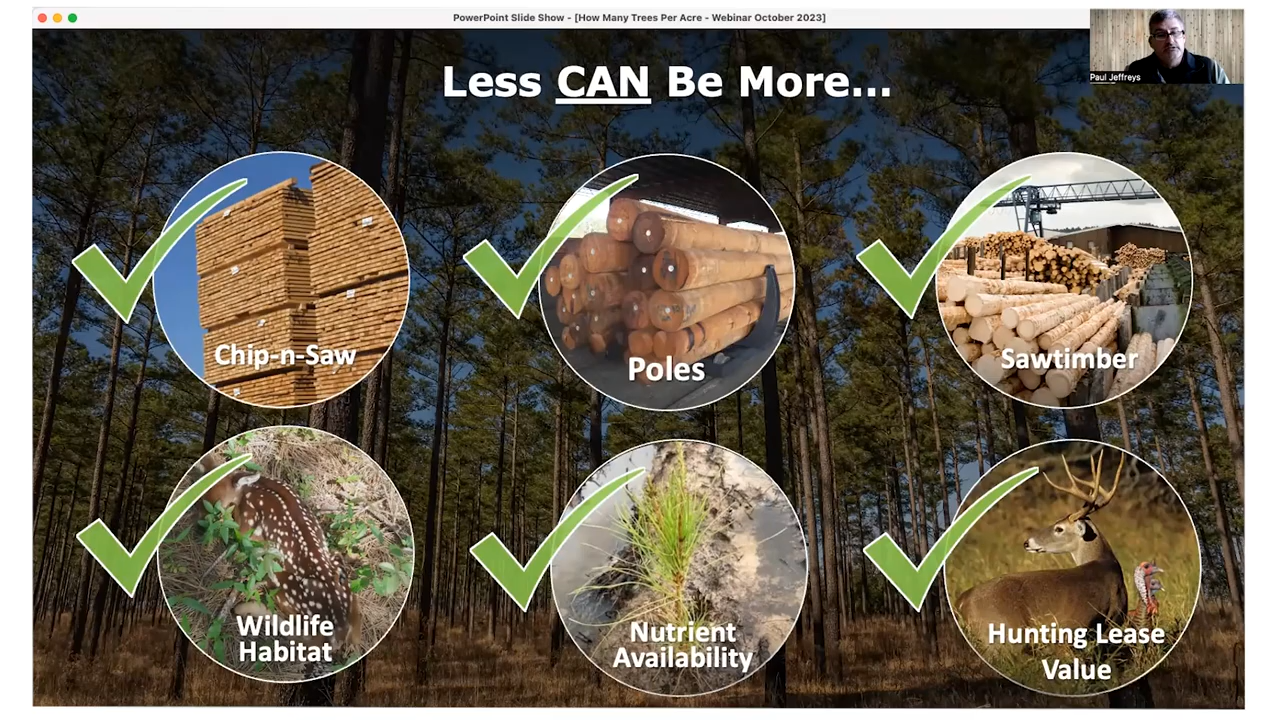 PowerPoint Slide Show - [How Many Trees Per Acre - Webinar October 2023]
Paul Jeffreys
Less CAN Be More...
Chip-n-Saw
Poles
Sawtimber
Wildlife
Habitat
Nutrient
Availability
Hunting Lease
Value